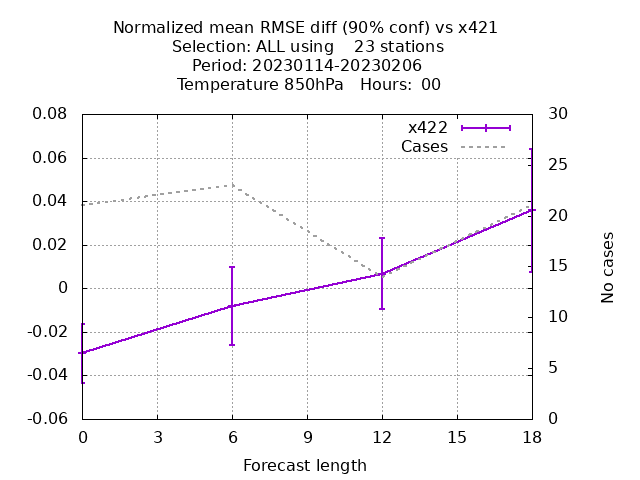 Normalized mean RMSE diff (90% conf) vs x421
Selection: ALL using    23 stations
Period: 20230114-20230206
Temperature 850hPa   Hours:  00
x422
Cases
0.08
0.06
0.04
0.02
0
-0.02
-0.04
-0.06
30
25
20
15
10
5
0
No cases
0 3 6 9 12 15 18
Forecast length